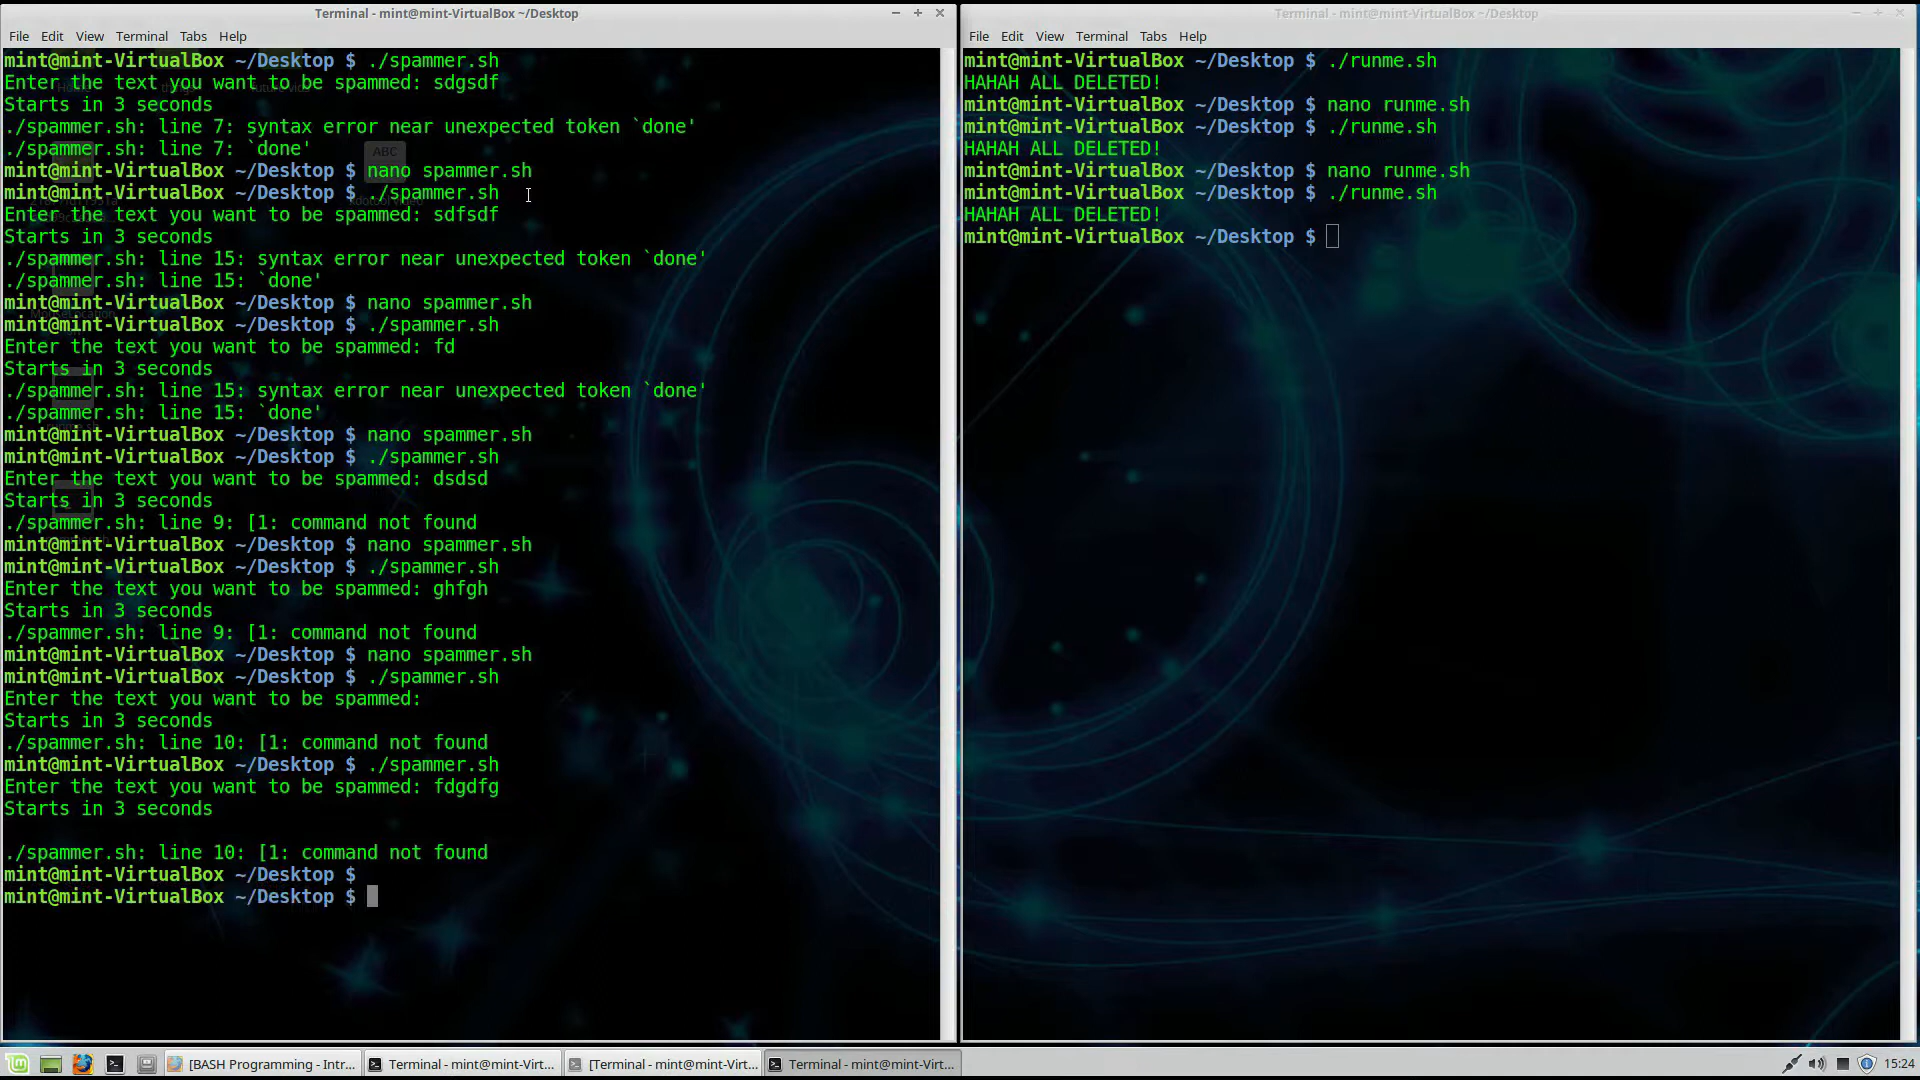 Terminal - mint@mint-VirtualBox ~/Desktop
File Edit View Terminal Tabs Help
mint@mint-VirtualBox ~/Desktop $ ./spammer.sh
Enter the text you want to be spammed: sdgsdf
Starts in 3 seconds
./spammer.sh: line 7: syntax error near unexpected token `done'
./spammer.sh: line 7: `done'
mint@mint-VirtualBox ~/Desktop $ nano spammer.sh
mint@mint-VirtualBox ~/Desktop $ ./spammer.sh
Enter the text you want to be spammed: sdfsdf
Starts in 3 seconds
./spammer.sh: line 15: syntax error near unexpected token `done'
./spammer.sh: line 15: `done'
mint@mint-VirtualBox ~/Desktop $ nano spammer.sh
mint@mint-VirtualBox ~/Desktop $ ./spammer.sh
Enter the text you want to be spammed: fd
Starts in 3 seconds
./spammer.sh: line 15: syntax error near unexpected token `done'
./spammer.sh: line 15: `done'
mint@mint-VirtualBox ~/Desktop $ nano spammer.sh
mint@mint-VirtualBox ~/Desktop $ ./spammer.sh
Enter the text you want to be spammed: dsdsd
Starts in 3 seconds
./spammer.sh: line 9: [1: command not found
mint@mint-VirtualBox ~/Desktop $ nano spammer.sh
mint@mint-VirtualBox ~/Desktop $ ./spammer.sh
Enter the text you want to be spammed: ghfgh
Starts in 3 seconds
./spammer.sh: line 9: [1: command not found
mint@mint-VirtualBox ~/Desktop $ nano spammer.sh
mint@mint-VirtualBox ~/Desktop $ ./spammer.sh
Enter the text you want to be spammed:
Starts in 3 seconds
./spammer.sh: line 10: [1: command not found
mint@mint-VirtualBox ~/Desktop $ ./spammer.sh
Enter the text you want to be spammed: fdgdfg
Starts in 3 seconds
./spammer.sh: line 10: [1: command not found
mint@mint-VirtualBox ~/Desktop $
mint@mint-VirtualBox ~/Desktop $
ABC
Terminal - mint@mint-VirtualBox ~/Desktop
File Edit View Terminal Tabs Help
mint@mint-VirtualBox ~/Desktop $ ./runme.sh
HAHAH ALL DELETED!
mint@mint-VirtualBox ~/Desktop $ nano runme.sh
mint@mint-VirtualBox ~/Desktop $ ./runme.sh
HAHAH ALL DELETED!
mint@mint-VirtualBox ~/Desktop $ nano runme.sh
mint@mint-VirtualBox ~/Desktop $ ./runme.sh
HAHAH ALL DELETED!
mint@mint-VirtualBox ~/Desktop $
[BASH Programming - Intr... Terminal - mint@mint-Virt... [Terminal - mint@mint-Virt... Terminal - mint@mint-Virt... 15:24